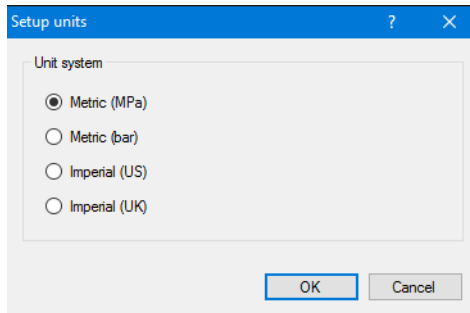 Setup units ?
Unit system
Metric (MPa)
Metric (bar)
Imperial (US)
Imperial (UK)
OK Cancel